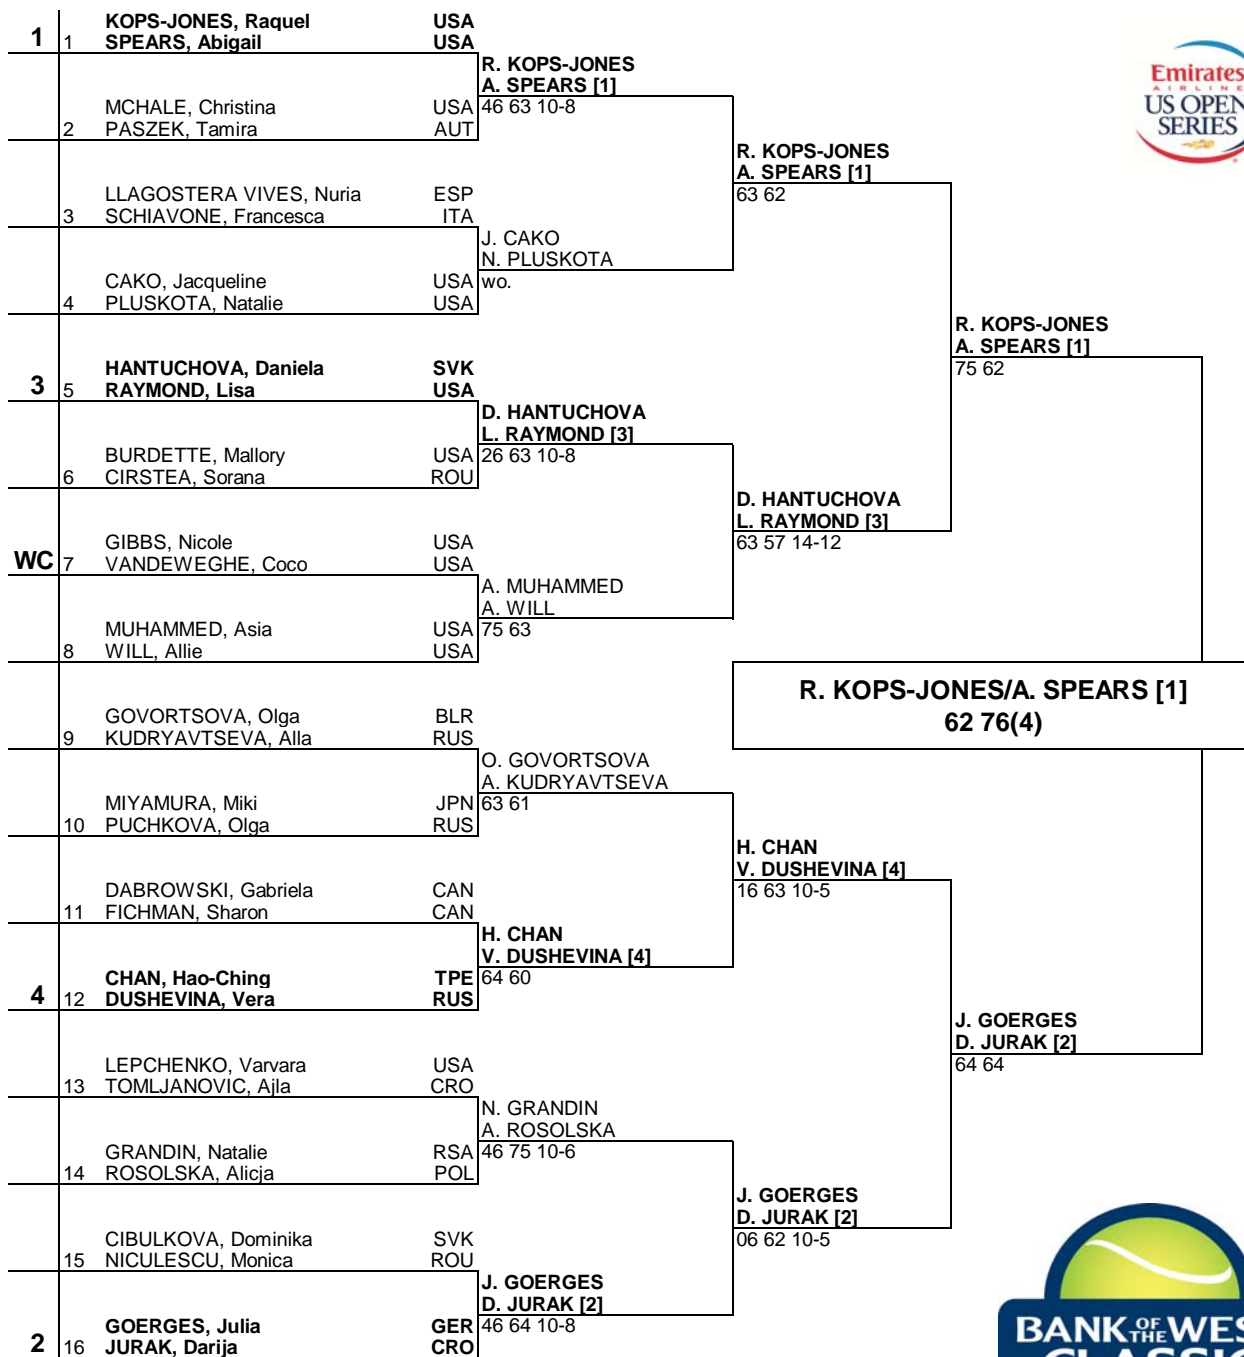 KOPS-JONES, Raquel USA
1 1 SPEARS, Abigail USA
R. KOPS-JONES
A. SPEARS [1]
MCHALE, Christina USA 46 63 10-8
2 PASZEK, Tamira AUT
R. KOPS-JONES
A. SPEARS [1]
63 62
LLAGOSTERA VIVES, Nuria ESP
3 SCHIAVONE, Francesca ITA
J. CAKO
N. PLUSKOTA
CAKO, Jacqueline USA wo.
4 PLUSKOTA, Natalie USA
R. KOPS-JONES
A. SPEARS [1]
75 62
HANTUCHOVA, Daniela SVK
3 5 RAYMOND, Lisa USA
D. HANTUCHOVA
L. RAYMOND [3]
BURDETTE, Mallory USA 26 63 10-8
6 CIRSTEA, Sorana ROU
D. HANTUCHOVA
L. RAYMOND [3]
63 57 14-12
GIBBS, Nicole USA
WC 7 VANDEWEGHE, Coco USA
A. MUHAMMED
A. WILL
MUHAMMED, Asia USA 75 63
8 WILL, Allie USA
R. KOPS-JONES/A. SPEARS [1]
62 76(4)
GOVORTSOVA, Olga BLR
9 KUDRYAVTSEVA, Alla RUS
O. GOVORTSOVA
A. KUDRYAVTSEVA
MIYAMURA, Miki JPN 63 61
10 PUCHKOVA, Olga RUS
H. CHAN
V. DUSHEVINA [4]
16 63 10-5
DABROWSKI, Gabriela CAN
11 FICHMAN, Sharon CAN
H. CHAN
V. DUSHEVINA [4]
CHAN, Hao-Ching TPE 64 60
4 12 DUSHEVINA, Vera RUS
J. GOERGES
D. JURAK [2]
64 64
LEPCHENKO, Varvara USA
13 TOMLJANOVIC, Ajla CRO
N. GRANDIN
A. ROSOLSKA
GRANDIN, Natalie RSA 46 75 10-6
14 ROSOLSKA, Alicja POL
J. GOERGES
D. JURAK [2]
06 62 10-5
CIBULKOVA, Dominika SVK
15 NICULESCU, Monica ROU
J. GOERGES
D. JURAK [2]
GOERGES, Julia GER 46 64 10-8
2 16 JURAK, Darija CRO
Emirates
AIRLINE
US OPEN
SERIES
BANK OF THE WES
CLASSIC